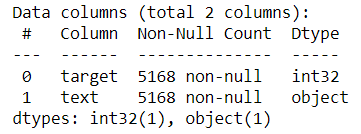 Data columns (total 2 columns):
 #   Column  Non-Null Count  Dtype
---  ------  --------------  -----
 0   target  5168 non-null   int32
 1   text    5168 non-null   object
dtypes: int32(1), object(1)